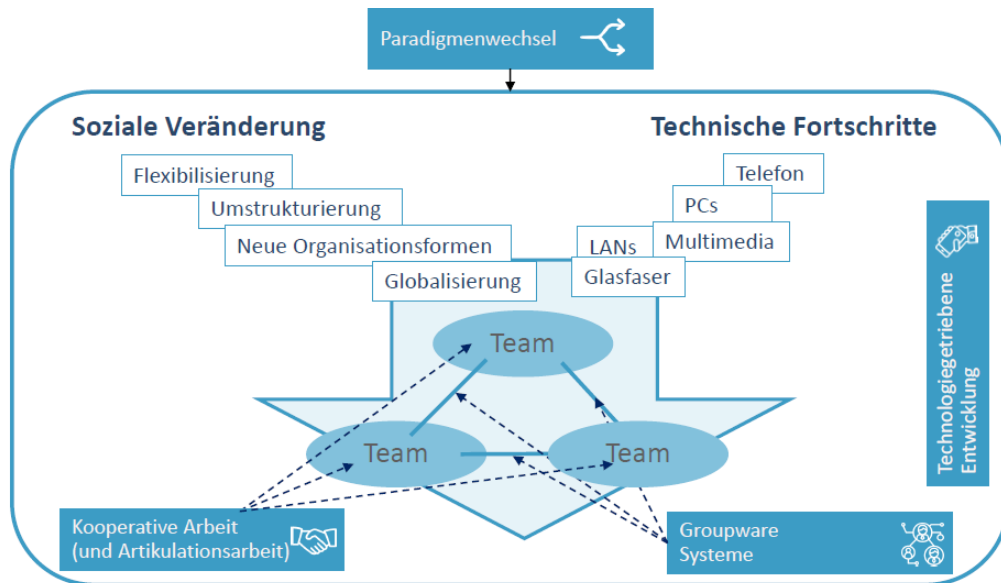 Paradigmenwechsel
Soziale Veränderung
Technische Fortschritte
Flexibilisierung
Umstrukturierung
Neue Organisationsformen
Globalisierung
Telefon
PCs
LANs
Multimedia
Glasfaser
Team
Team
Team
Technologiegetriebene
Entwicklung
Kooperative Arbeit
(und Artikulationsarbeit)
Groupware
Systeme